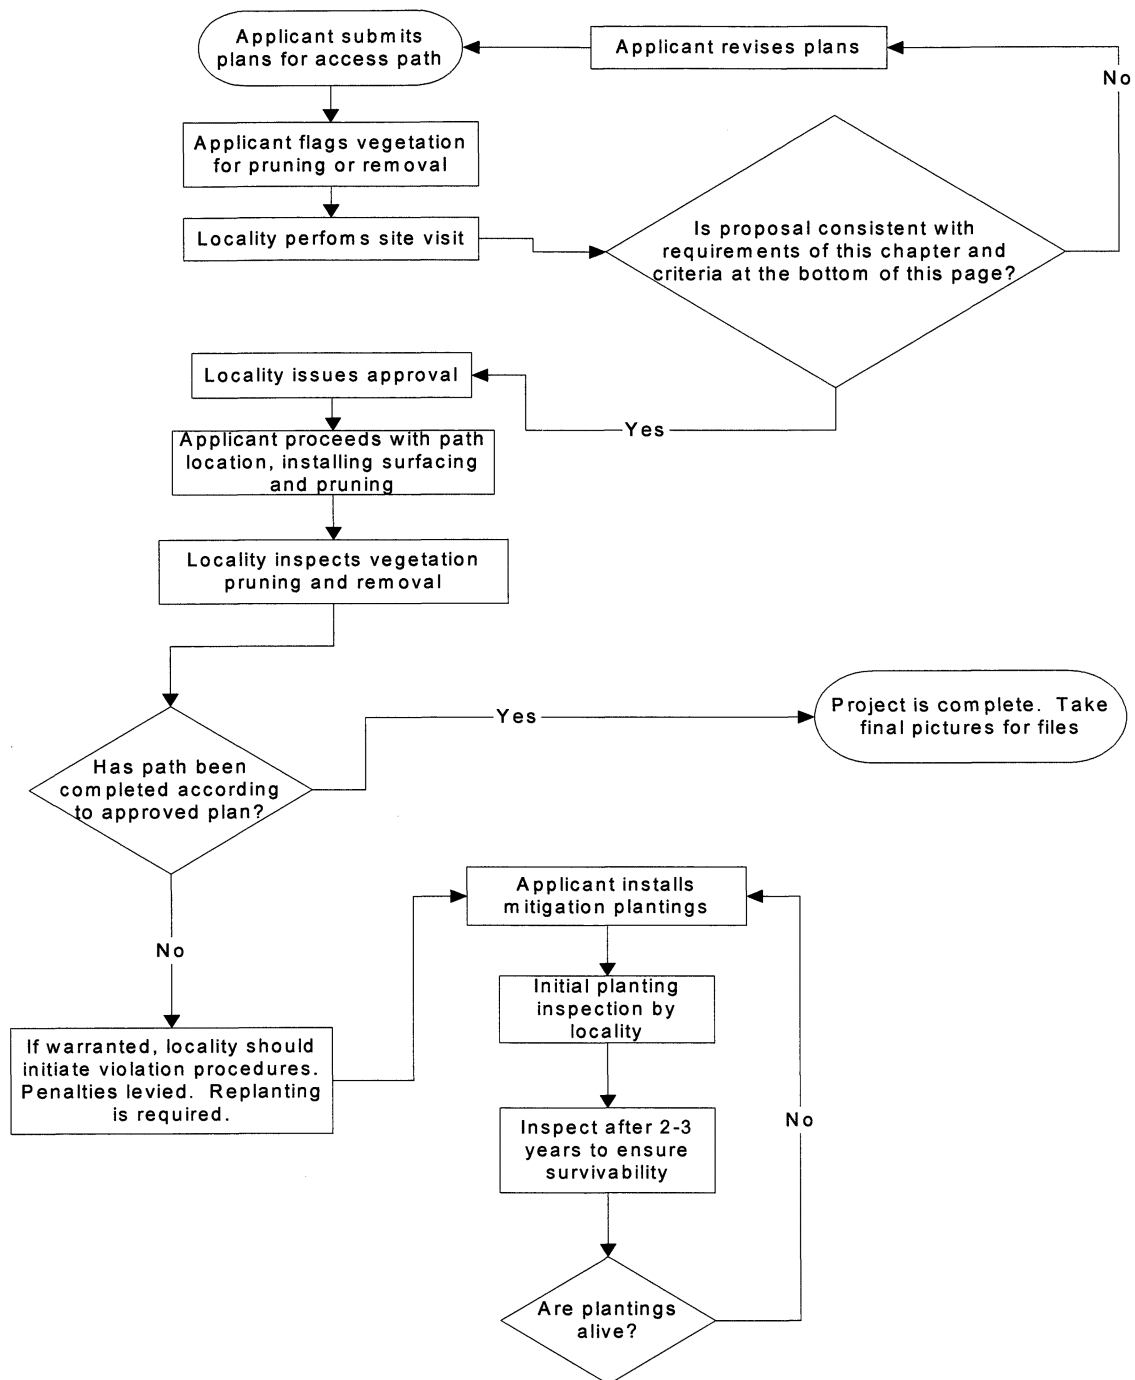 Applicant submits
plans for access path
Applicant revises plans
No
Applicant flags vegetation
for pruning or removal
Locality perfoms site visit
Is proposal consistent with
requirements of this chapter and
criteria at the bottom of this page?
Locality issues approval
Yes
Applicant proceeds with path
location, installing surfacing
and pruning
Locality inspects vegetation
pruning and removal
Has path been
completed according
to approved plan?
Yes
Project is complete. Take
final pictures for files
No
If warranted, locality should
initiate violation procedures.
Penalties levied. Replanting
is required.
Applicant installs
mitigation plantings
Initial planting
inspection by
locality
Inspect after 2-3
years to ensure
survivability
No
Are plantings
alive?